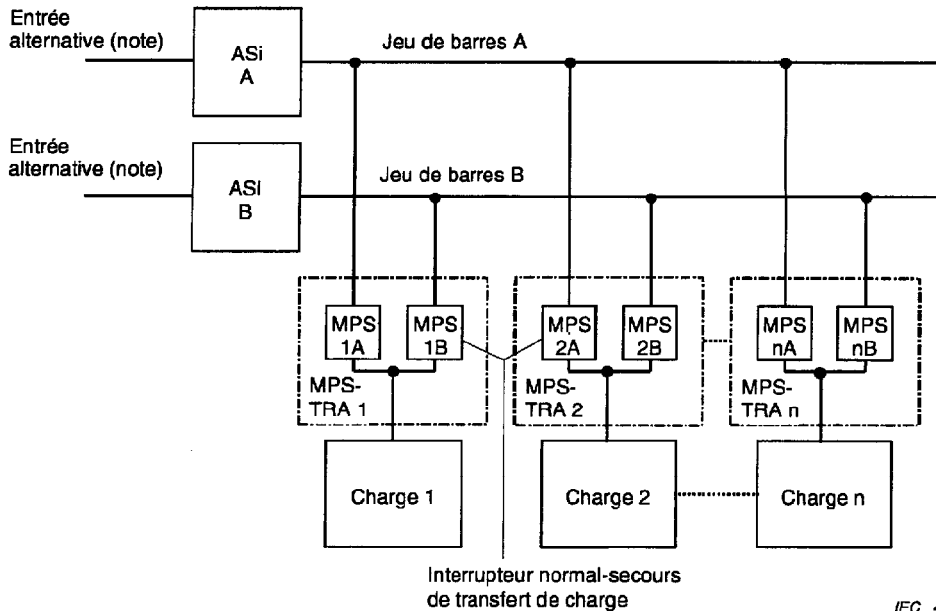 Entrée
alternative (note)
ASi
A
Jeu de barres A
Entrée
alternative (note)
ASi
B
Jeu de barres B
MPS
1A
MPS
1B
MPS
2A
MPS
2B
MPS
nA
MPS
nB
MPS-
TRA 1
MPS-
TRA 2
MPS-
TRA n
Charge 1
Charge 2
Charge n
Interrupteur normal-secours
de transfert de charge
IEC